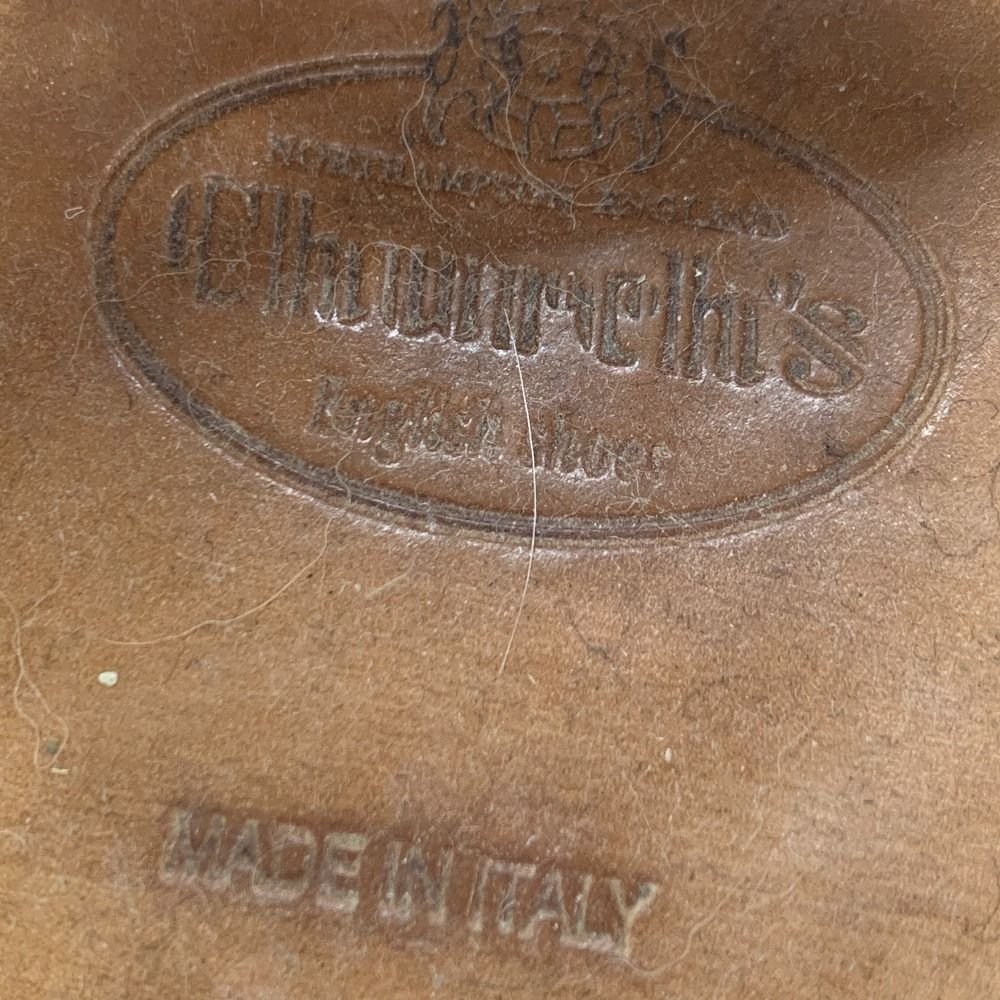 NORTHAMPTON, ENGLAND
Church's
English shoes
MADE IN ITALY